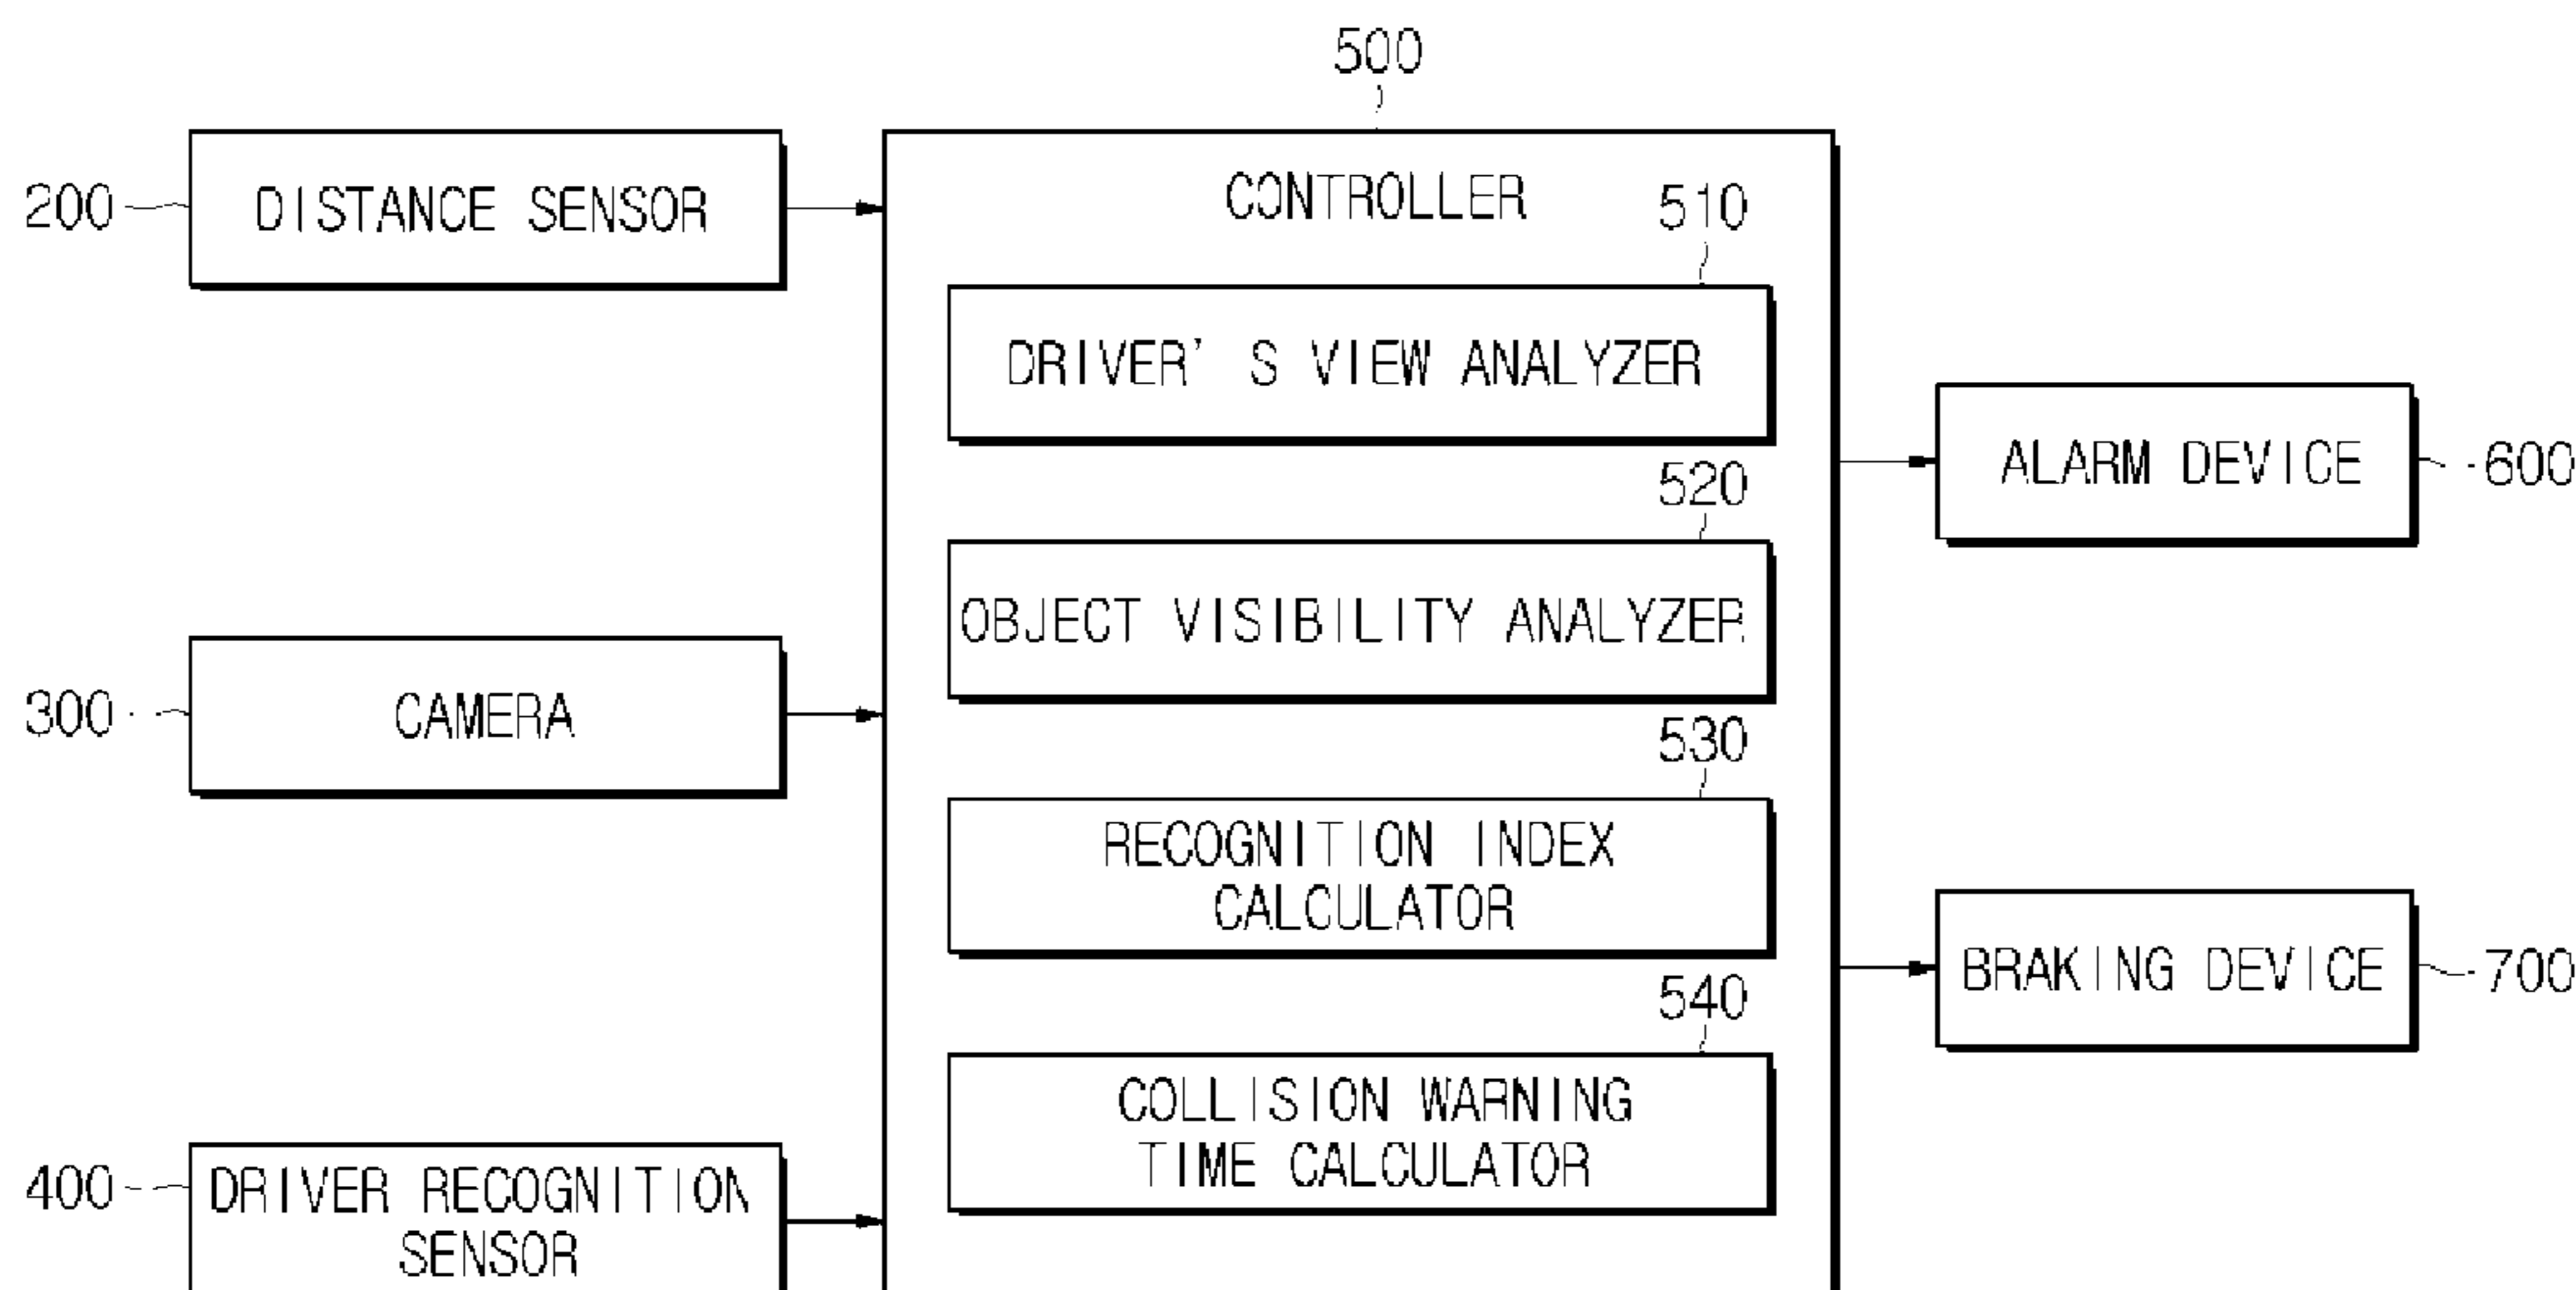 500
200
DISTANCE SENSOR
CONTROLLER
510
DRIVER'S VIEW ANALYZER
520
OBJECT VISIBILITY ANALYZER
ALARM DEVICE
600
300
CAMERA
530
RECOGNITION INDEX
CALCULATOR
BRAKING DEVICE
700
540
COLLISION WARNING
TIME CALCULATOR
400
DRIVER RECOGNITION
SENSOR